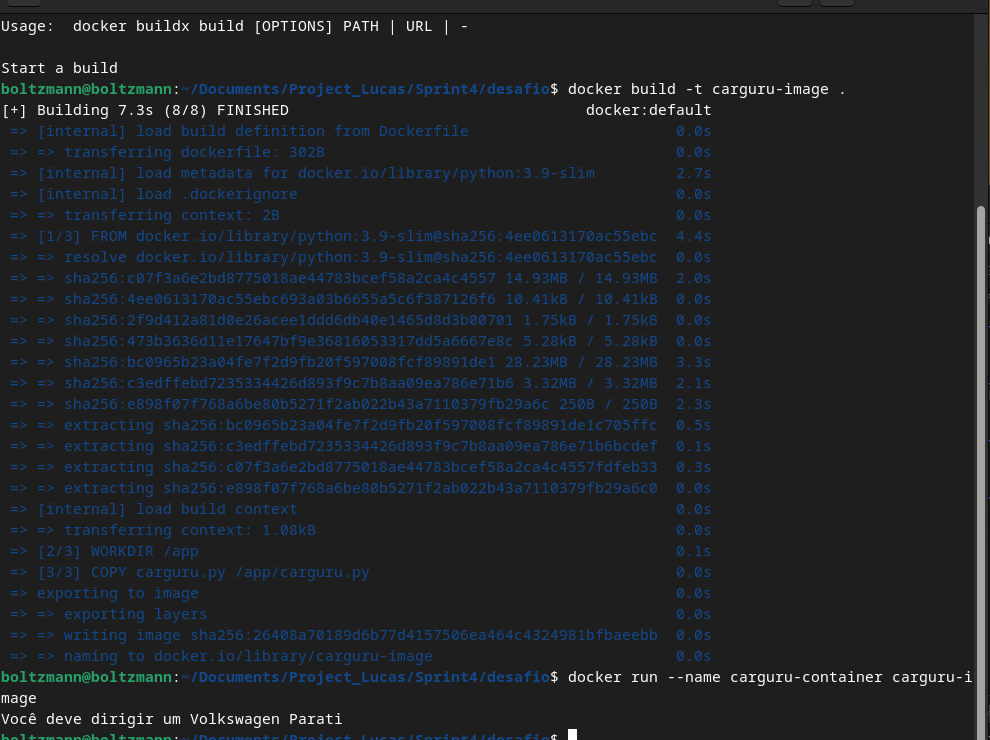 Usage:  docker buildx build [OPTIONS] PATH | URL | -
Start a build
boltzmann@boltzmann:~/Documents/Project_Lucas/Sprint4/desafio$ docker build -t carguru-image .
[+] Building 7.3s (8/8) FINISHED                                 docker:default
 => [internal] load build definition from Dockerfile                       0.0s
 => => transferring dockerfile: 302B                                       0.0s
 => [internal] load metadata for docker.io/library/python:3.9-slim         2.7s
 => [internal] load .dockerignore                                          0.0s
 => => transferring context: 2B                                            0.0s
 => [1/3] FROM docker.io/library/python:3.9-slim@sha256:4ee0613170ac55ebc  4.4s
 => => resolve docker.io/library/python:3.9-slim@sha256:4ee0613170ac55ebc  0.0s
 => => sha256:c07f3a6e2bd8775018ae44783bcef58a2ca4c4557 14.93MB / 14.93MB  2.0s
 => => sha256:4ee0613170ac55ebc693a03b6655a5c6f387126f6 10.41kB / 10.41kB  0.0s
 => => sha256:2f9d412a81d0e26acee1ddd6db40e1465d8d3b00701 1.75kB / 1.75kB  0.0s
 => => sha256:473b3636d11e17647bf9e36816053317dd5a6667e8c 5.28kB / 5.28kB  0.0s
 => => sha256:bc0965b23a04fe7f2d9fb20f597008fcf89891de1 28.23MB / 28.23MB  3.3s
 => => sha256:c3edffebd7235334426d893f9c7b8aa09ea786e71b6 3.32MB / 3.32MB  2.1s
 => => sha256:e898f07f768a6be80b5271f2ab022b43a7110379fb29a6c 250B / 250B  2.3s
 => => extracting sha256:bc0965b23a04fe7f2d9fb20f597008fcf89891de1c705ffc  0.5s
 => => extracting sha256:c3edffebd7235334426d893f9c7b8aa09ea786e71b6bcdef  0.1s
 => => extracting sha256:c07f3a6e2bd8775018ae44783bcef58a2ca4c4557fdfeb33  0.3s
 => => extracting sha256:e898f07f768a6be80b5271f2ab022b43a7110379fb29a6c0  0.0s
 => [internal] load build context                                          0.0s
 => => transferring context: 1.08kB                                        0.0s
 => [2/3] WORKDIR /app                                                     0.1s
 => [3/3] COPY carguru.py /app/carguru.py                                  0.0s
 => exporting to image                                                     0.0s
 => => exporting layers                                                    0.0s
 => => writing image sha256:26408a70189d6b77d4157506ea464c4324981bfbaeebb  0.0s
 => => naming to docker.io/library/carguru-image                           0.0s
boltzmann@boltzmann:~/Documents/Project_Lucas/Sprint4/desafio$ docker run --name carguru-container carguru-i
mage
Você deve dirigir um Volkswagen Parati
boltzmann@boltzmann:~/Documents/Project_Lucas/Sprint4/desafio$